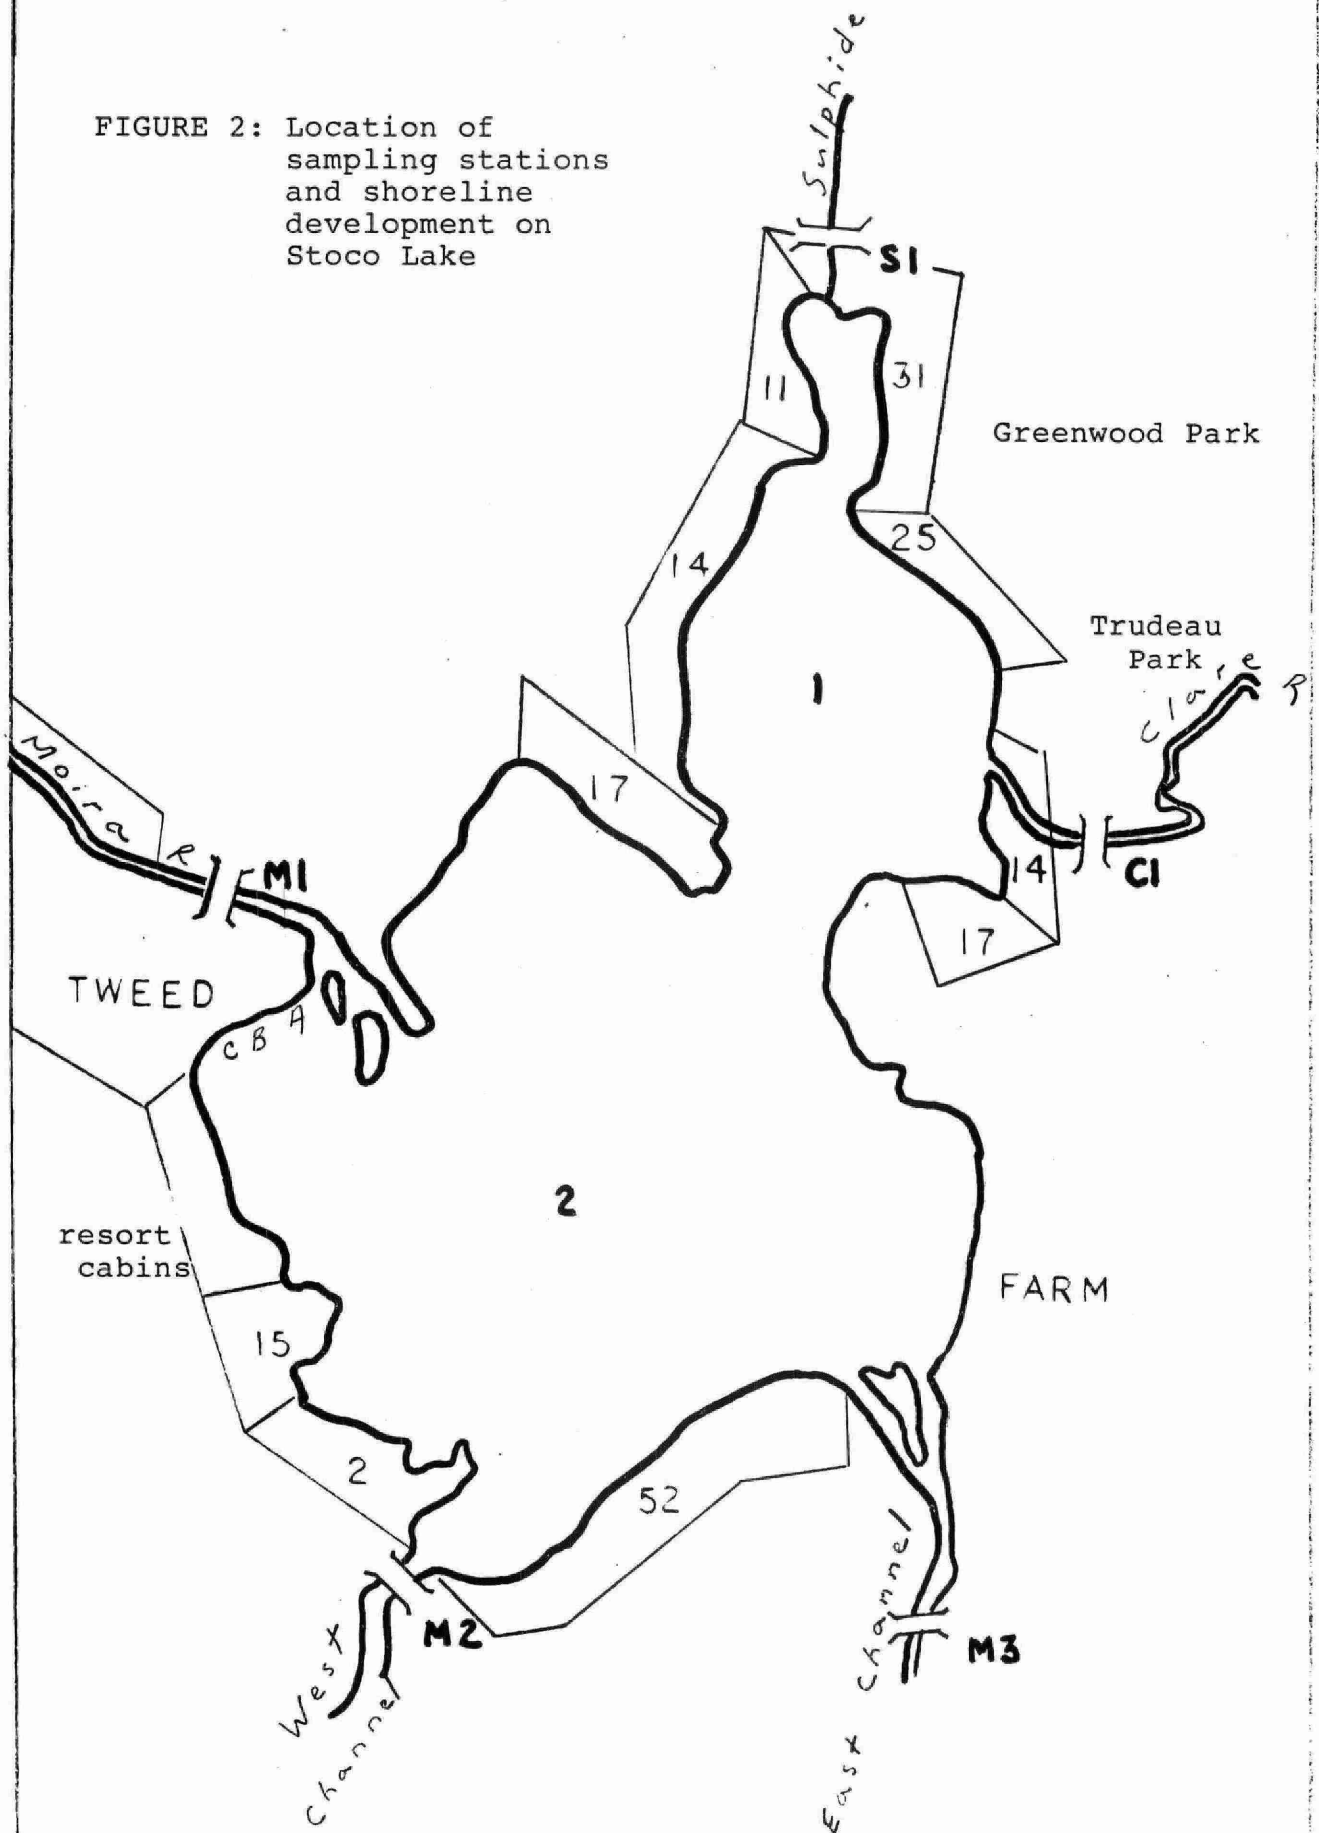 FIGURE 2: Location of
sampling stations
and shoreline
development on
Stoco Lake
Sulphide
S1
11
31
Greenwood Park
25
14
Trudeau
Park
Clare R
1
17
Moira R
M1
14
C1
17
TWEED
C B A
2
resort
cabins
FARM
15
2
52
West
Channel
M2
East Channel
M3